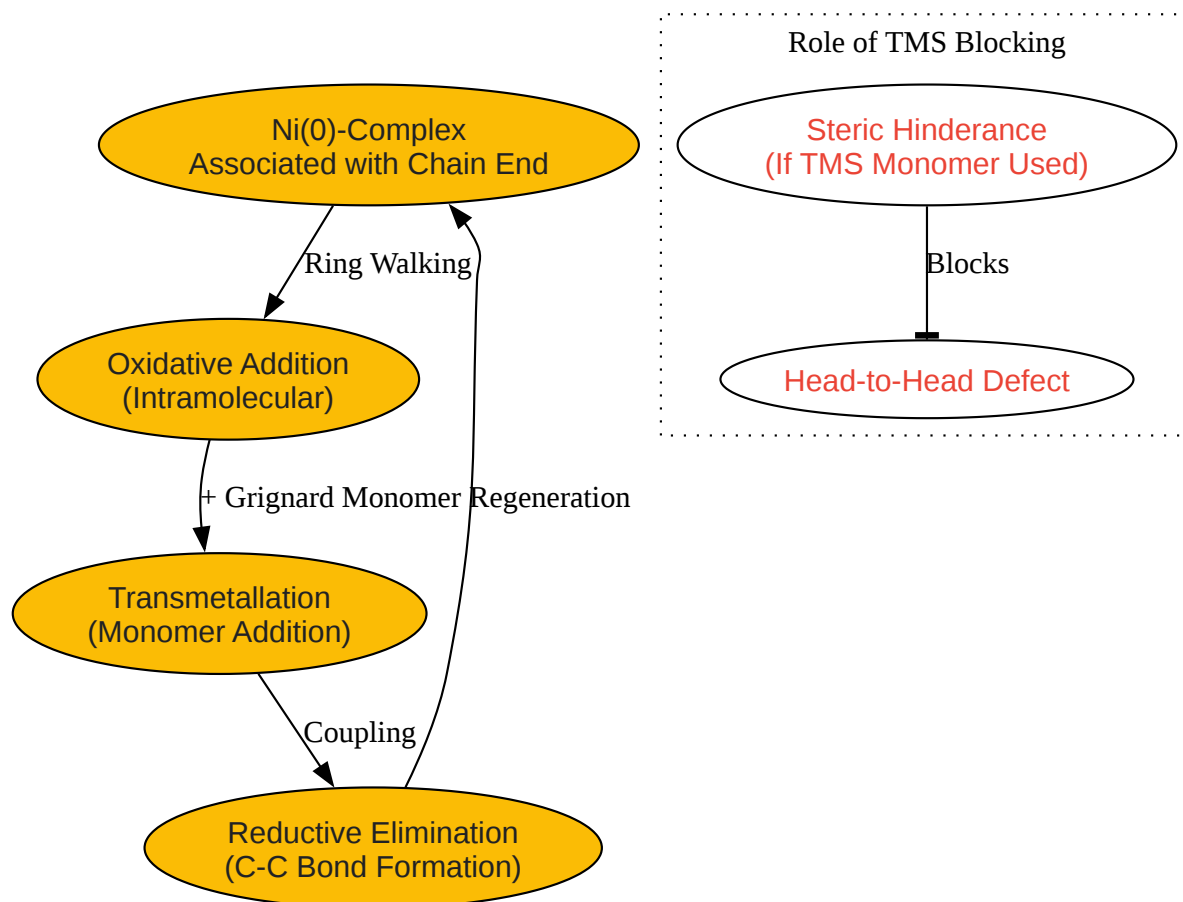 Role of TMS Blocking
Ni(0)-Complex
Associated with Chain End
Steric Hinderance
(If TMS Monomer Used)
Ring Walking
Blocks
Oxidative Addition
(Intramolecular)
Head-to-Head Defect
+ Grignard Monomer
Regeneration
Transmetallation
(Monomer Addition)
Coupling
Reductive Elimination
(C-C Bond Formation)